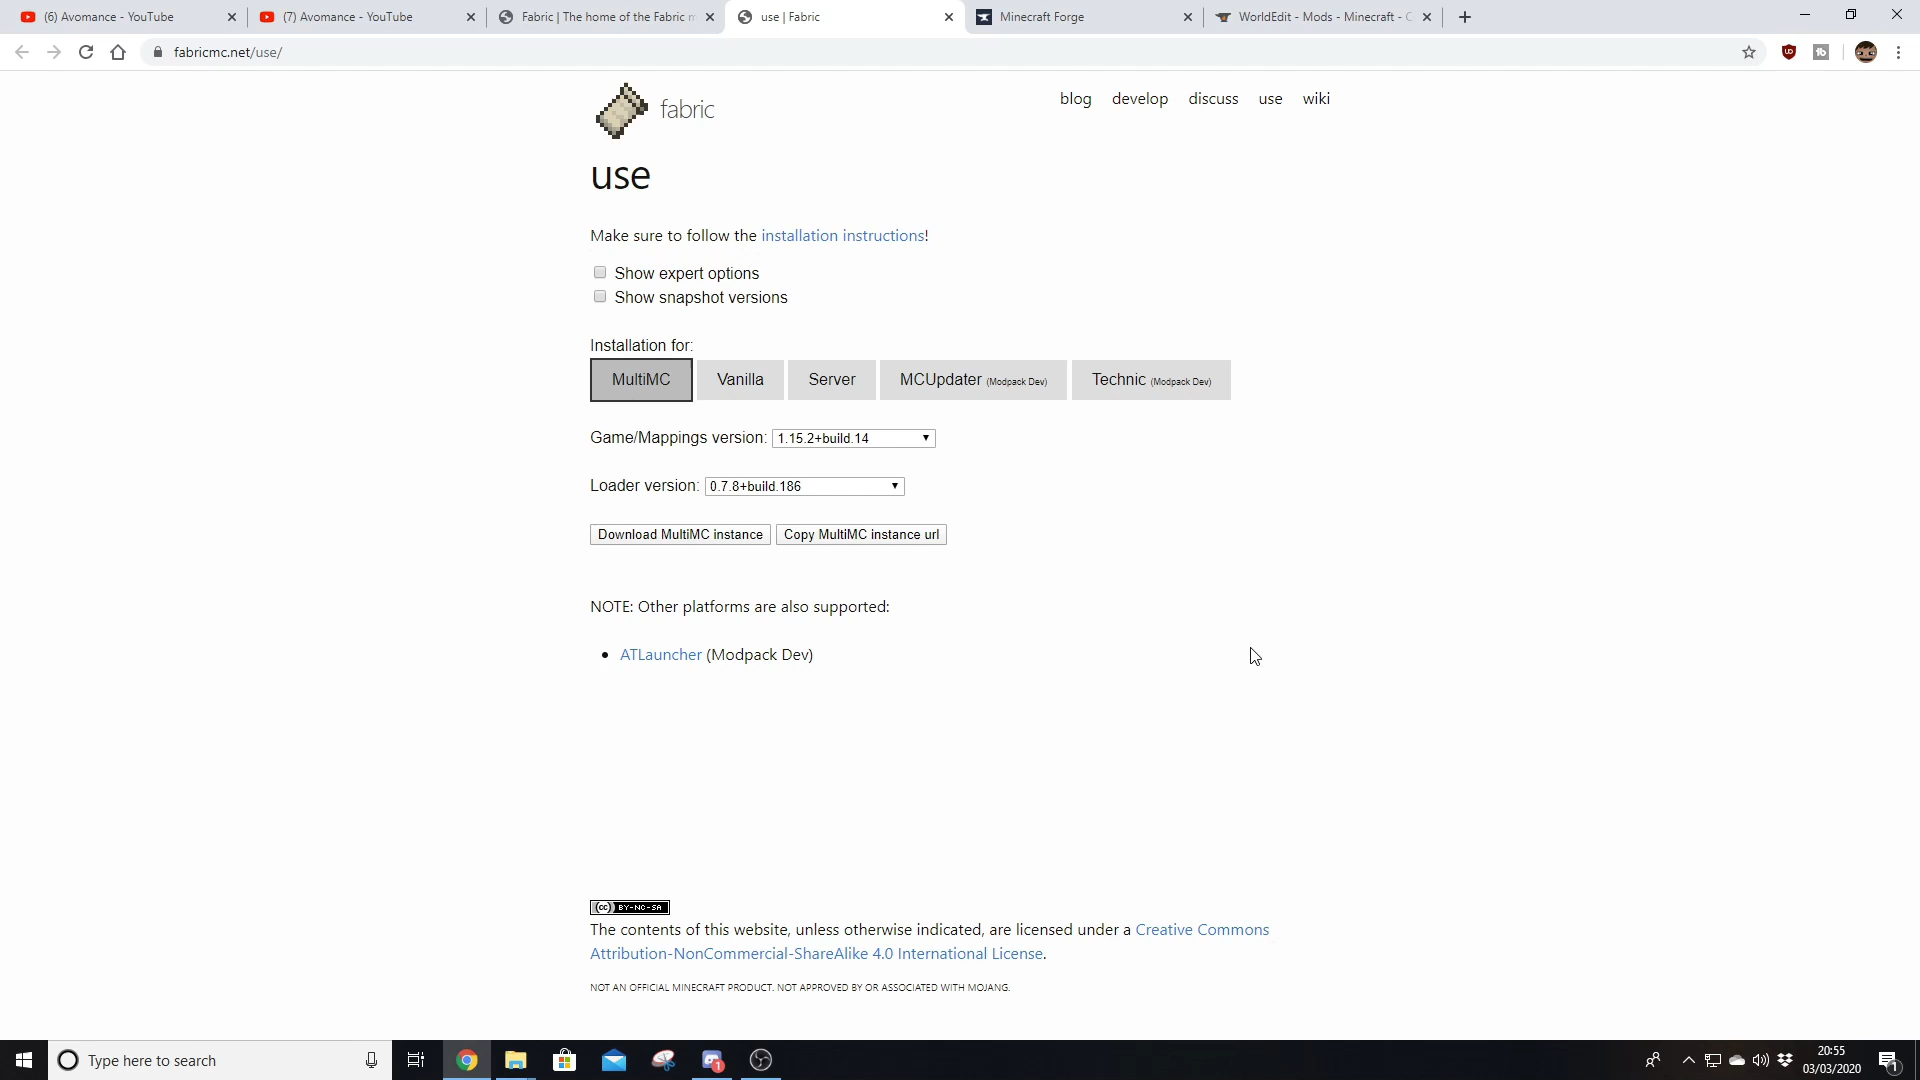 (6) Avomance - YouTube
(7) Avomance - YouTube
Fabric | The home of the Fabric m
use | Fabric
Minecraft Forge
WorldEdit - Mods - Minecraft - C
fabricmc.net/use/
fabric
blog develop discuss use wiki
use
Make sure to follow the installation instructions!
Show expert options
Show snapshot versions
Installation for:
MultiMC Vanilla Server MCUpdater (Modpack Dev) Technic (Modpack Dev)
Game/Mappings version: 1.15.2+build.14
Loader version: 0.7.8+build.186
Download MultiMC instance Copy MultiMC instance url
NOTE: Other platforms are also supported:
• ATLauncher (Modpack Dev)
(cc) BY-NC-SA
The contents of this website, unless otherwise indicated, are licensed under a Creative Commons
Attribution-NonCommercial-ShareAlike 4.0 International License.
NOT AN OFFICIAL MINECRAFT PRODUCT. NOT APPROVED BY OR ASSOCIATED WITH MOJANG.
Type here to search
1
20:55
03/03/2020
1